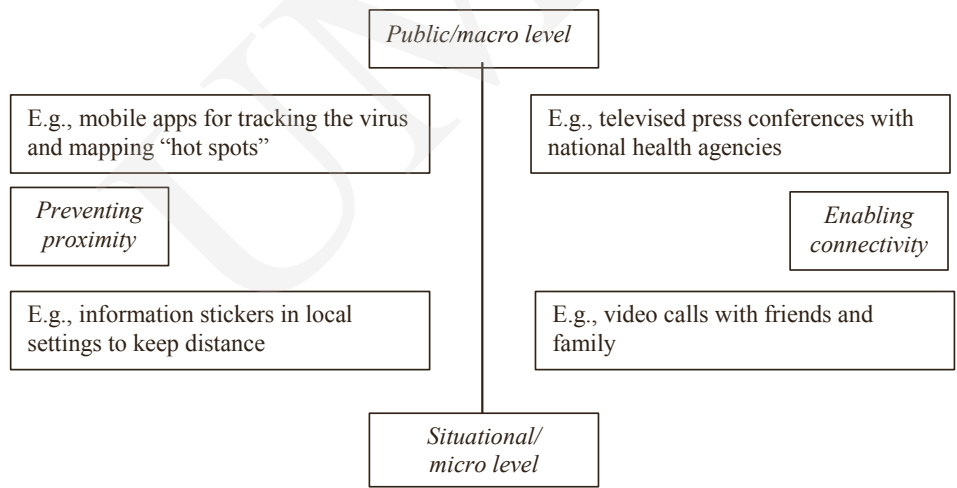 Public/macro level
E.g., mobile apps for tracking the virus
and mapping “hot spots”
E.g., televised press conferences with
national health agencies
Preventing
proximity
Enabling
connectivity
E.g., information stickers in local
settings to keep distance
E.g., video calls with friends and
family
Situational/
micro level